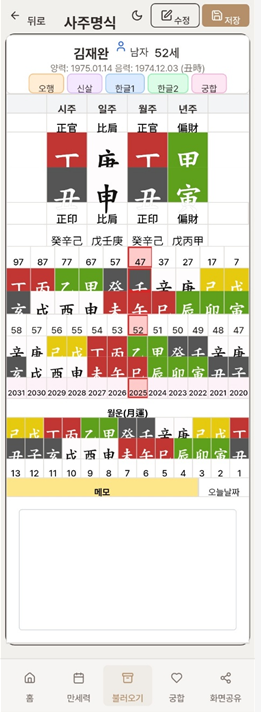 ← 뒤로 사주명식 수정 저장
김재완 남자 52세
양력: 1975.01.14 음력: 1974.12.03 (丑時)
오행 신살 한글1 한글2 궁합
시주 일주 월주 년주
正官 比肩 正官 偏財
丁 庚 丁 甲
丑 申 丑 寅
正印 比肩 正印 偏財
癸辛己 戊壬庚 癸辛己 戊丙甲
97 87 77 67 57 47 37 27 17 7
丁 丙 乙 甲 癸 壬 辛 庚 己 戊
亥 戌 酉 申 未 午 巳 辰 卯 寅
58 57 56 55 54 53 52 51 50 49 48 47
辛 庚 己 戊 丁 丙 乙 甲 癸 壬 辛 庚
亥 戌 酉 申 未 午 巳 辰 卯 寅 丑 子
2031 2030 2029 2028 2027 2026 2025 2024 2023 2022 2021 2020
월운(月運)
己 戊 丁 丙 乙 甲 癸 壬 辛 庚 己 戊 丁
丑 子 亥 戌 酉 申 未 午 巳 辰 卯 寅 丑
13 12 11 10 9 8 7 6 5 4 3 2 1
메모 오늘날짜
홈 만세력 불러오기 궁합 화면공유